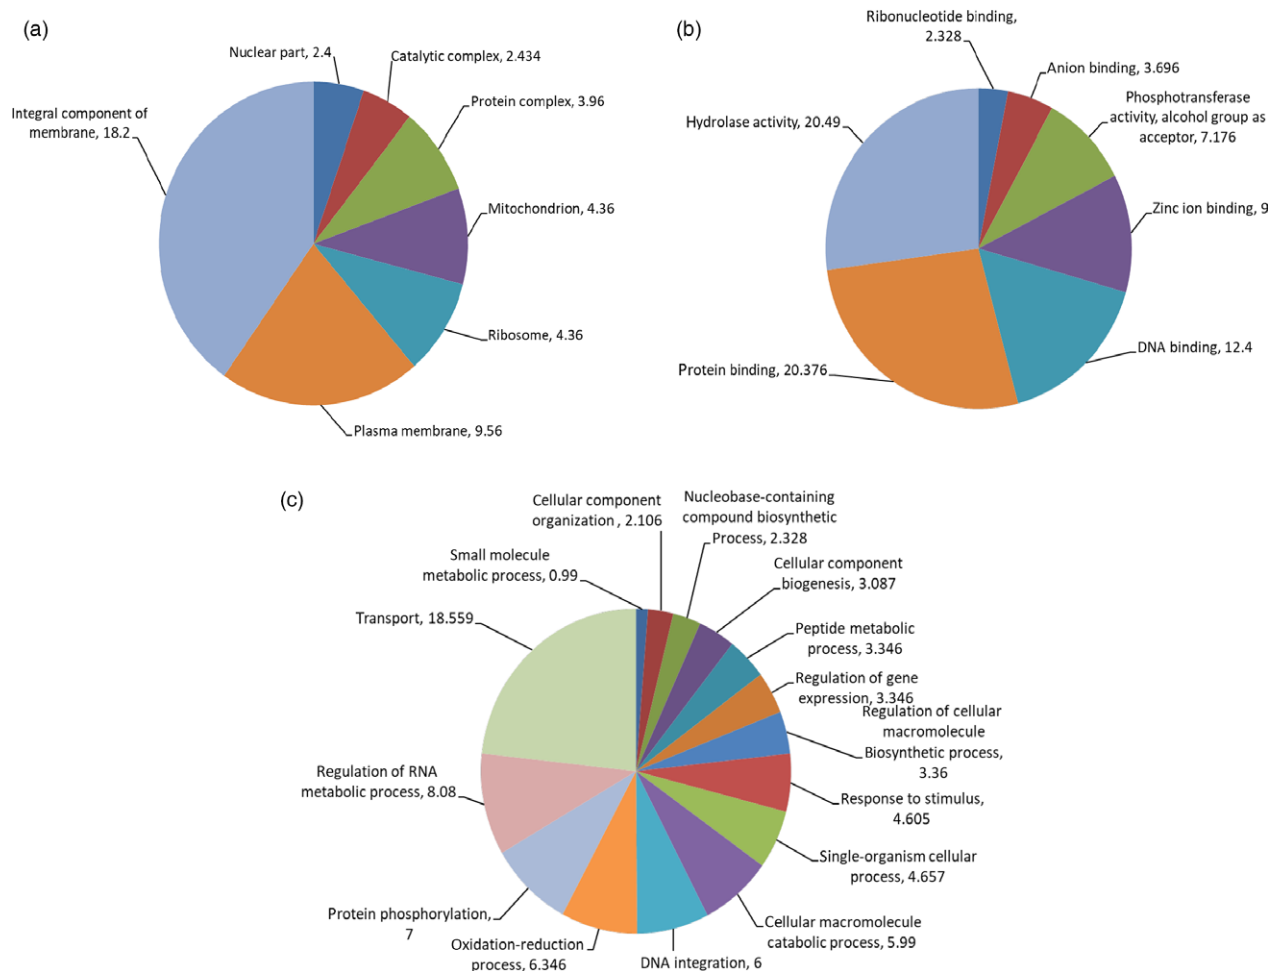 (a)
Nuclear part, 2.4
Catalytic complex, 2.434
Protein complex, 3.96
Integral component of
membrane, 18.2
Mitochondrion, 4.36
Ribosome, 4.36
Plasma membrane, 9.56
(b)
Ribonucleotide binding,
2.328
Anion binding, 3.696
Phosphotransferase
activity, alcohol group as
acceptor, 7.176
Hydrolase activity, 20.49
Zinc ion binding, 9
DNA binding, 12.4
Protein binding, 20.376
(c)
Cellular component
organization , 2.106
Nucleobase-containing
compound biosynthetic
Process, 2.328
Small molecule
metabolic process, 0.99
Cellular component
biogenesis, 3.087
Transport, 18.559
Peptide metabolic
process, 3.346
Regulation of gene
expression, 3.346
Regulation of cellular
macromolecule
Biosynthetic process,
3.36
Regulation of RNA
metabolic process, 8.08
Response to stimulus,
4.605
Single-organism cellular
process, 4.657
Protein phosphorylation,
7
Cellular macromolecule
catabolic process, 5.99
Oxidation-reduction
process, 6.346
DNA integration, 6